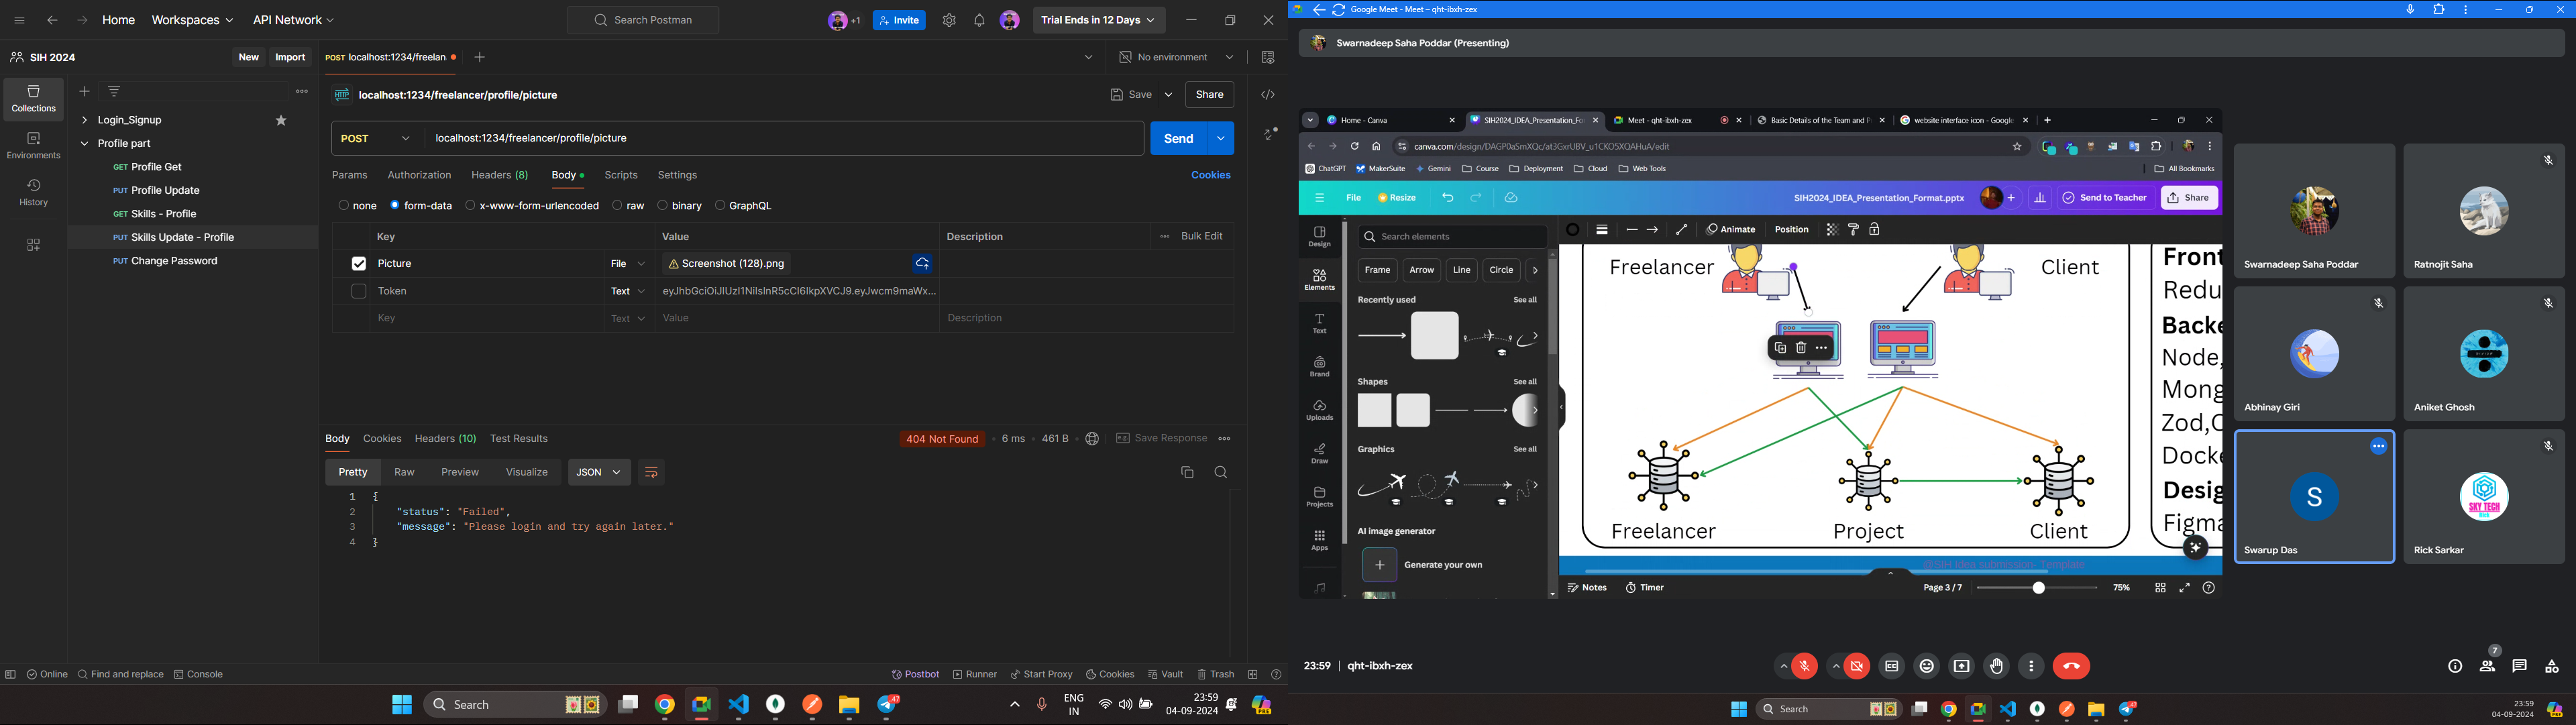 Home Workspaces API Network Search Postman +1 Invite Trial Ends in 12 Days
SIH 2024 New Import POST localhost:1234/freelan No environment
Collections
Environments
History
Login_Signup
Profile part
GET Profile Get
PUT Profile Update
GET Skills - Profile
PUT Skills Update - Profile
PUT Change Password
HTTP localhost:1234/freelancer/profile/picture Save Share
POST localhost:1234/freelancer/profile/picture Send
Params Authorization Headers (8) Body Scripts Settings Cookies
none form-data x-www-form-urlencoded raw binary GraphQL
Key Value Description Bulk Edit
Picture File Screenshot (128).png
Token Text eyJhbGciOiJIUzI1NiIsInR5cCI6IkpXVCJ9.eyJwcm9maWx...
Key Text Value Description
Body Cookies Headers (10) Test Results 404 Not Found 6 ms 461 B Save Response
Pretty Raw Preview Visualize JSON
1 {
2 "status": "Failed",
3 "message": "Please login and try again later."
4 }
Online Find and replace Console Postbot Runner Start Proxy Cookies Vault Trash
Search ENG IN 23:59 04-09-2024
Google Meet - Meet – qht-ibxh-zex
Swarnadeep Saha Poddar (Presenting)
Home - Canva SIH2024_IDEA_Presentation_Fo Meet - qht-ibxh-zex Basic Details of the Team and P website interface icon - Google
canva.com/design/DAGP0aSmXQc/at3GxrUBV_u1CKO5XQAHuA/edit
ChatGPT MakerSuite Gemini Course Deployment Cloud Web Tools All Bookmarks
File Resize SIH2024_IDEA_Presentation_Format.pptx Send to Teacher Share
Design
Elements
Text
Brand
Uploads
Draw
Projects
Apps
Search elements
Frame Arrow Line Circle
Recently used See all
Shapes See all
Graphics See all
AI image generator
Generate your own
Animate Position
Freelancer Client
Freelancer Project Client
Front
Redu
Backe
Node,
Mong
Zod,C
Docke
Desig
Figma
@SIH Idea submission- Template
Notes Timer Page 3 / 7 75%
Swarnadeep Saha Poddar
Ratnojit Saha
Abhinay Giri
Aniket Ghosh
S
Swarup Das
SKY TECH
Rick Sarkar
23:59 qht-ibxh-zex
7
Search 23:59
04-09-2024